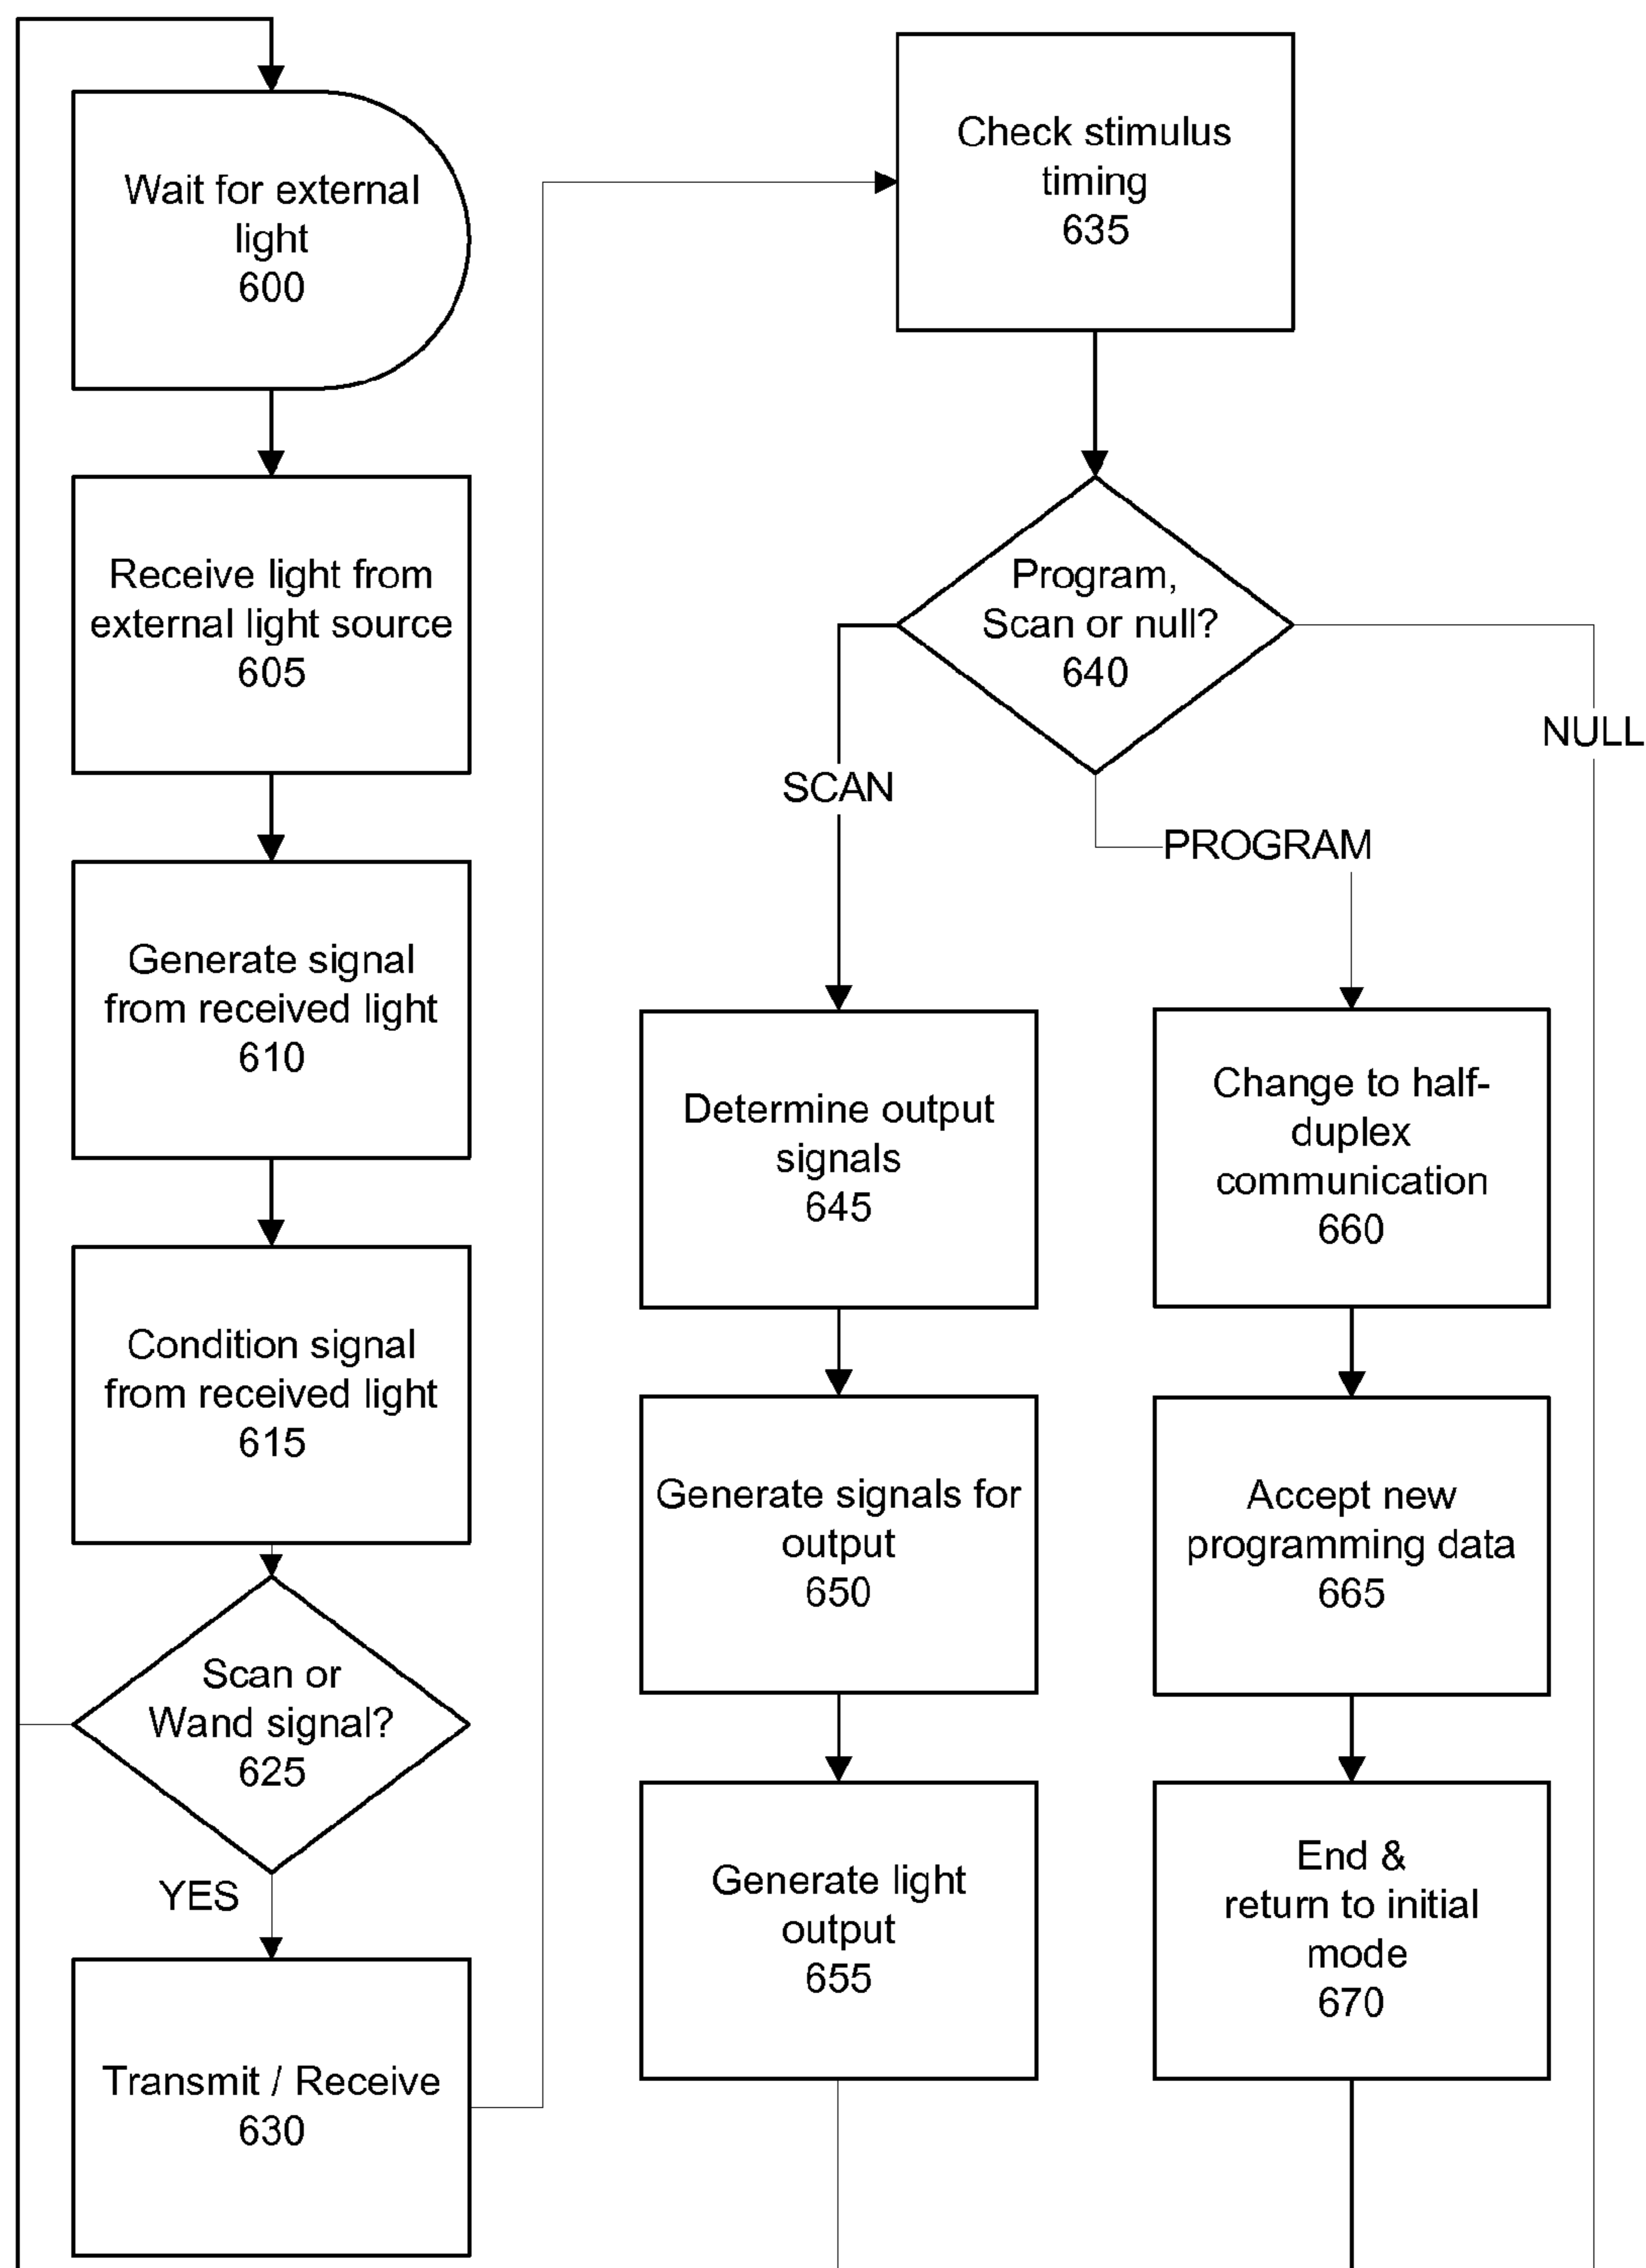 Wait for external
light
600
Receive light from
external light source
605
Generate signal
from received light
610
Condition signal
from received light
615
Scan or
Wand signal?
625
YES
Transmit / Receive
630
Check stimulus
timing
635
Program,
Scan or null?
640
NULL
SCAN
PROGRAM
Determine output
signals
645
Generate signals for
output
650
Generate light
output
655
Change to half-
duplex
communication
660
Accept new
programming data
665
End &
return to initial
mode
670